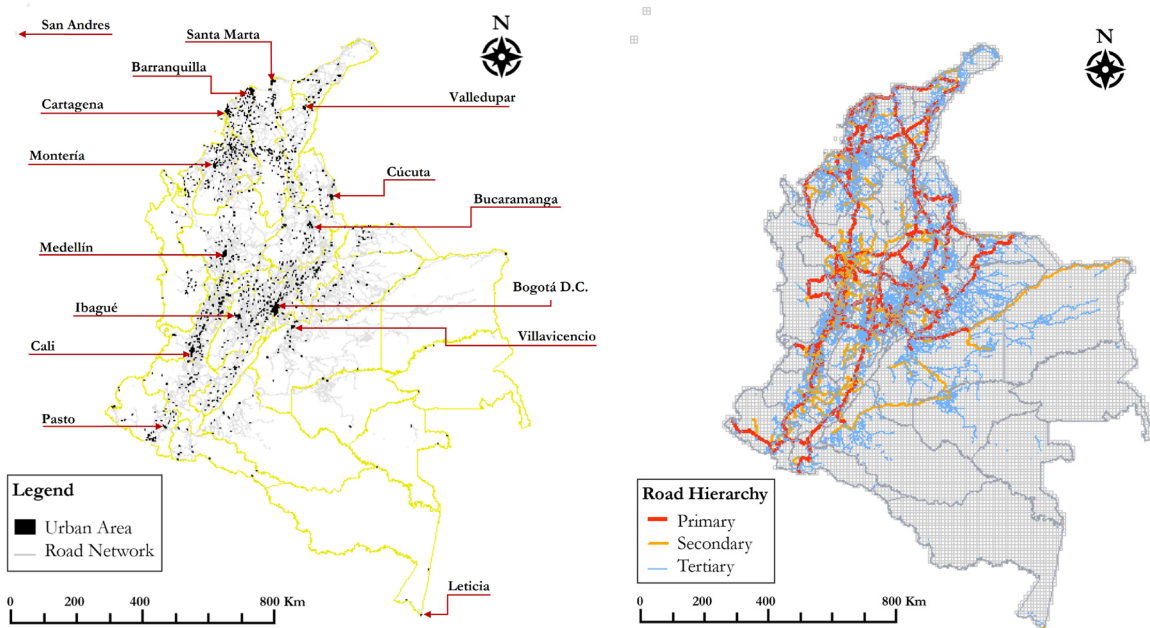 San Andres
Santa Marta
N
Barranquilla
Cartagena
Valledupar
Montería
Cúcuta
Bucaramanga
Medellín
Bogotá D.C.
Ibagué
Villavicencio
Cali
Pasto
Legend
Urban Area
Road Network
Leticia
0 200 400 800 Km
N
Road Hierarchy
Primary
Secondary
Tertiary
0 200 400 800 Km